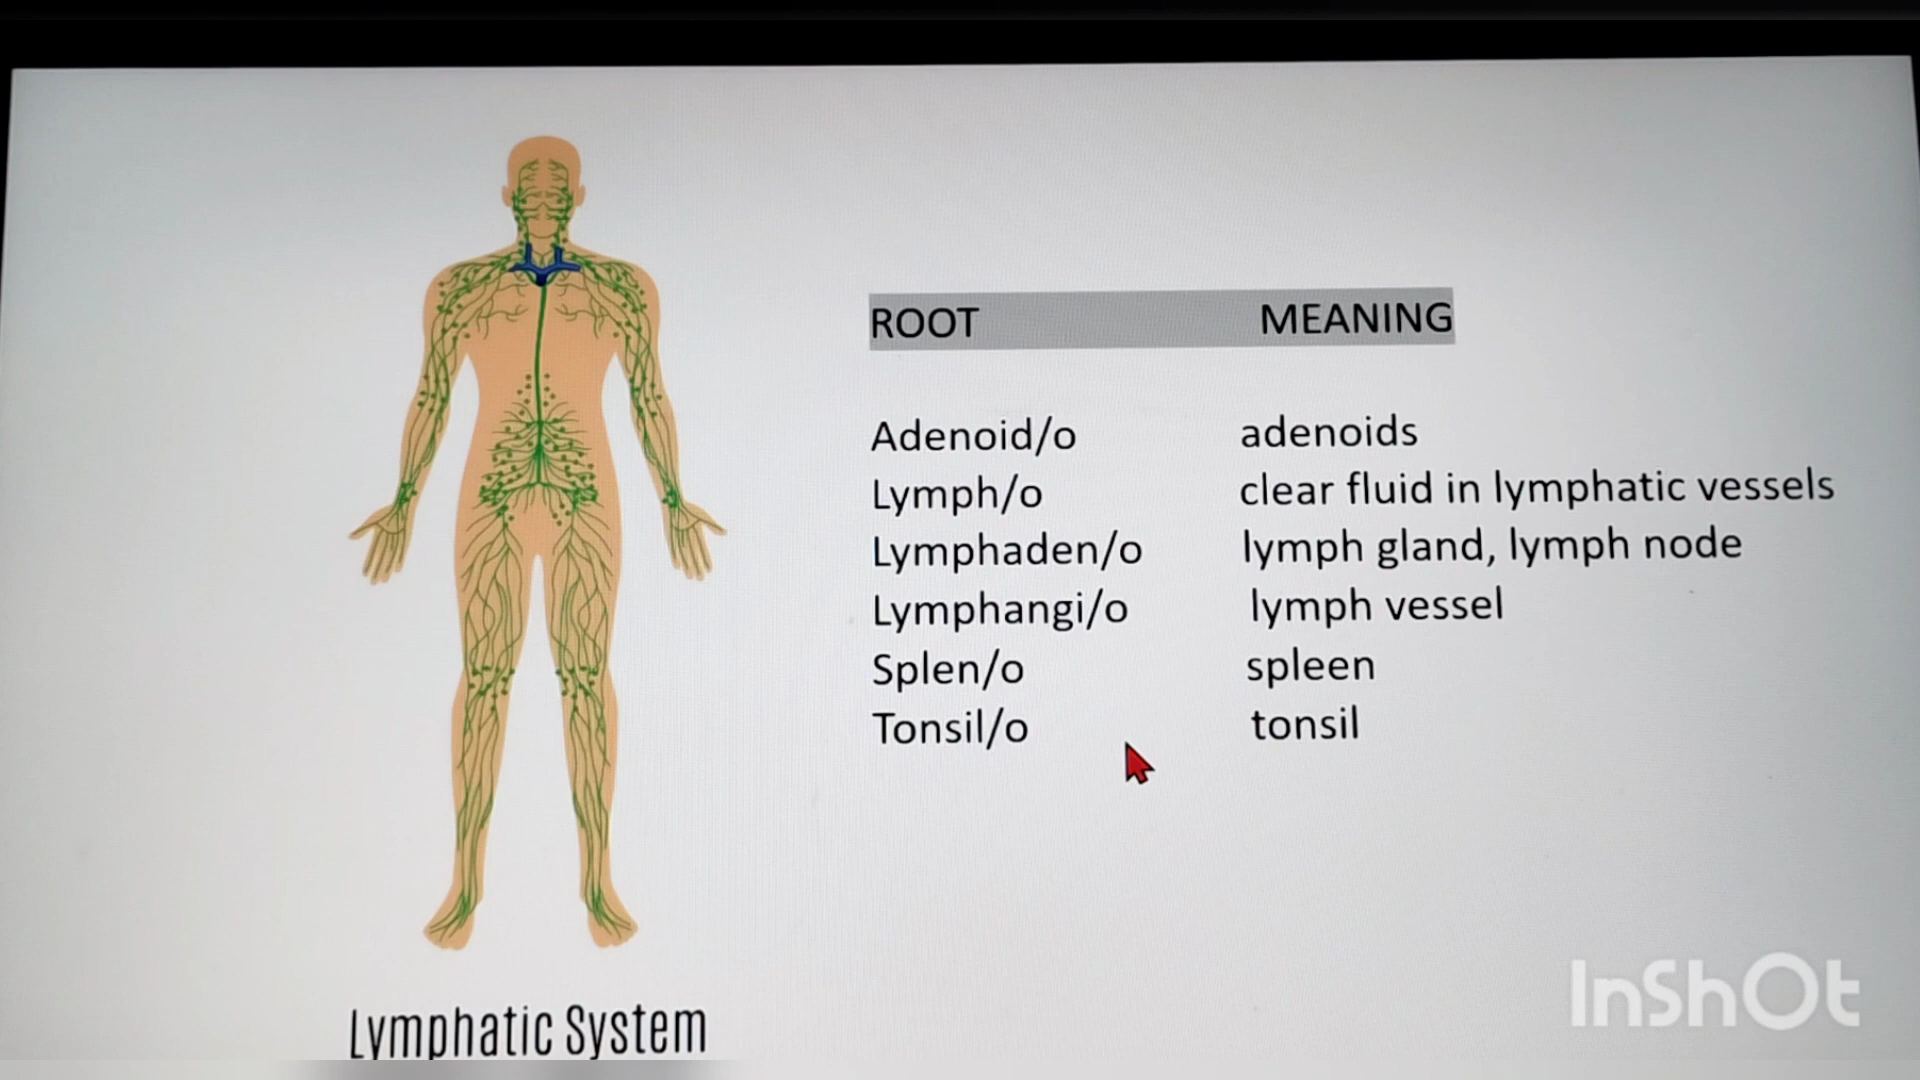 ROOT MEANING
Adenoid/o adenoids
Lymph/o clear fluid in lymphatic vessels
Lymphaden/o lymph gland, lymph node
Lymphangi/o lymph vessel
Splen/o spleen
Tonsil/o tonsil
Lymphatic System
InShOt